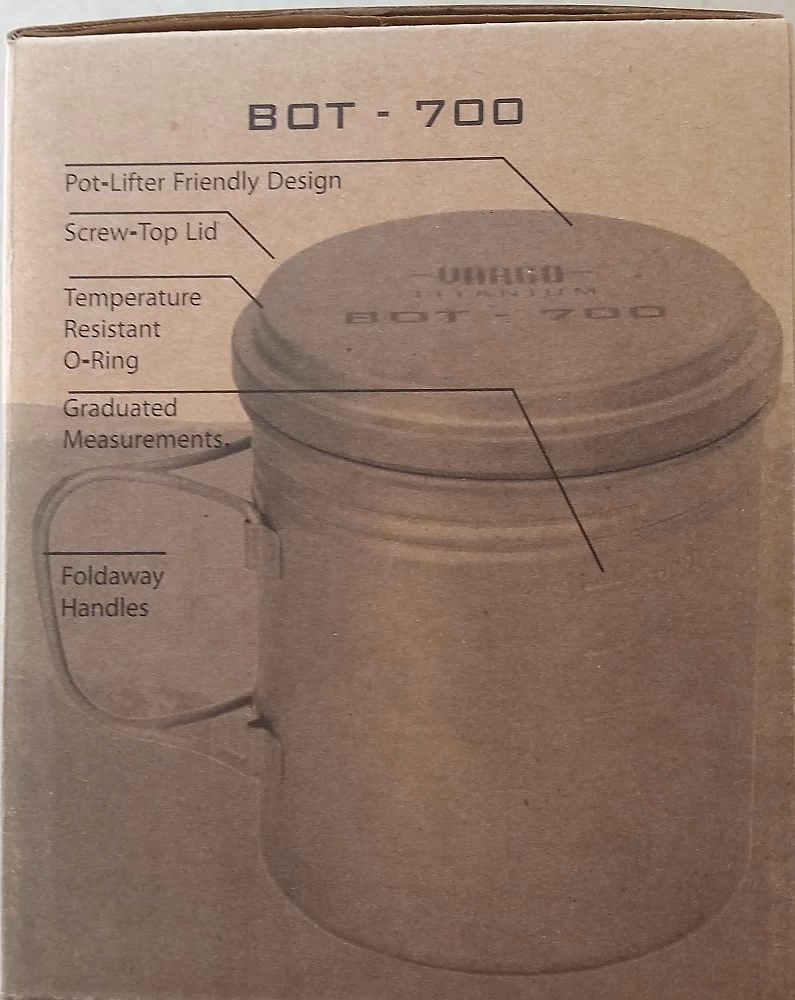 BOT - 700
Pot-Lifter Friendly Design
Screw-Top Lid
Temperature
Resistant
O-Ring
Graduated
Measurements.
Foldaway
Handles
VARGO
TITANIUM
BOT - 700